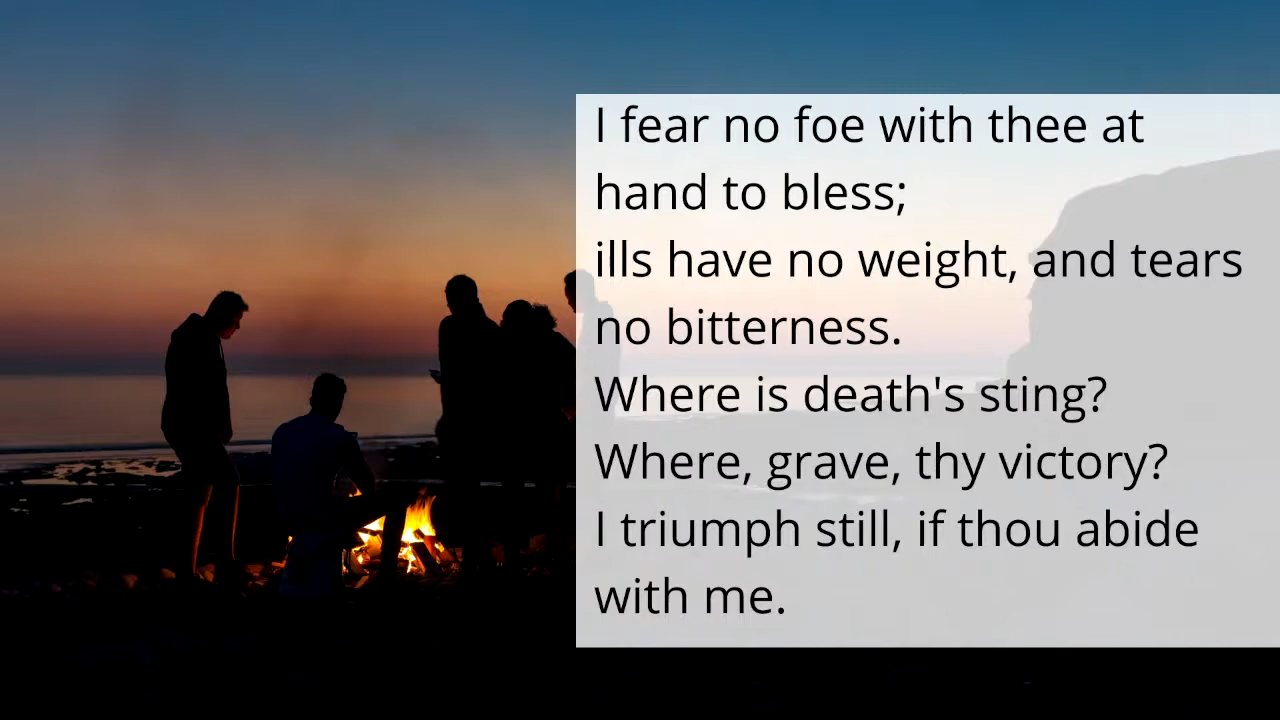 I fear no foe with thee at
hand to bless;
ills have no weight, and tears
no bitterness.
Where is death's sting?
Where, grave, thy victory?
I triumph still, if thou abide
with me.